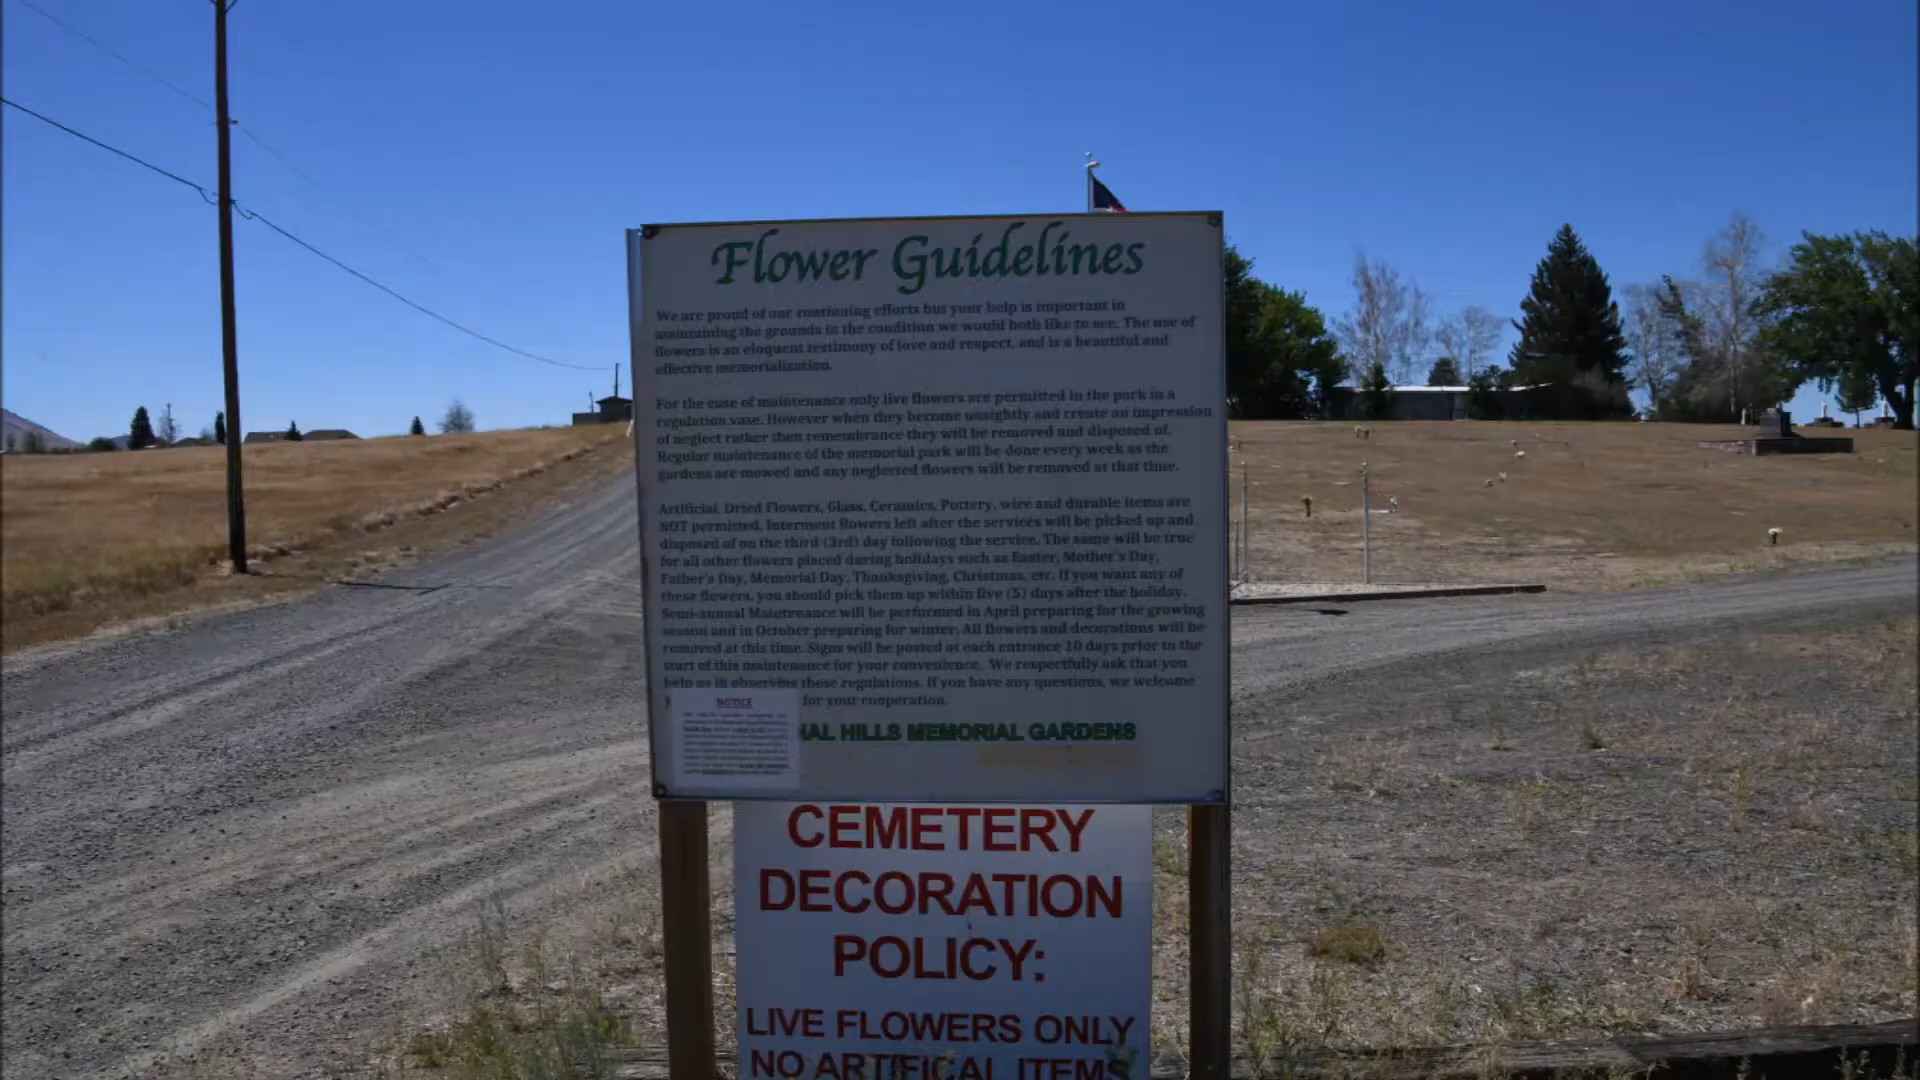 Flower Guidelines
We are proud of our continuing efforts but your help is important in
maintaining the grounds in the condition we would both like to see. The use of
flowers is an eloquent testimony of love and respect, and is a beautiful and
effective memorialization.
For the ease of maintenance only live flowers are permitted in the park in a
regulation vase. However when they become unsightly and create an impression
of neglect rather then remembrance they will be removed and disposed of.
Regular maintenance of the memorial park will be done every week as the
gardens are mowed and any neglected flowers will be removed at that time.
Artificial, Dried Flowers, Glass, Ceramics, Pottery, wire and durable items are
NOT permitted. Interment flowers left after the services will be picked up and
disposed of on the third (3rd) day following the service. The same will be true
for all other flowers placed during holidays such as Easter, Mother's Day,
Father's Day, Memorial Day, Thanksgiving, Christmas, etc. If you want any of
these flowers, you should pick them up within five (5) days after the holiday.
Semi-annual Maintenance will be performed in April preparing for the growing
season and in October preparing for winter. All flowers and decorations will be
removed at this time. Signs will be posted at each entrance 10 days prior to the
start of this maintenance for your convenience. We respectfully ask that you
help us in observing these regulations. If you have any questions, we welcome
for your cooperation.
NOTICE
HILLS MEMORIAL GARDENS
CEMETERY
DECORATION
POLICY:
LIVE FLOWERS ONLY
NO ARTIFICAL ITEMS